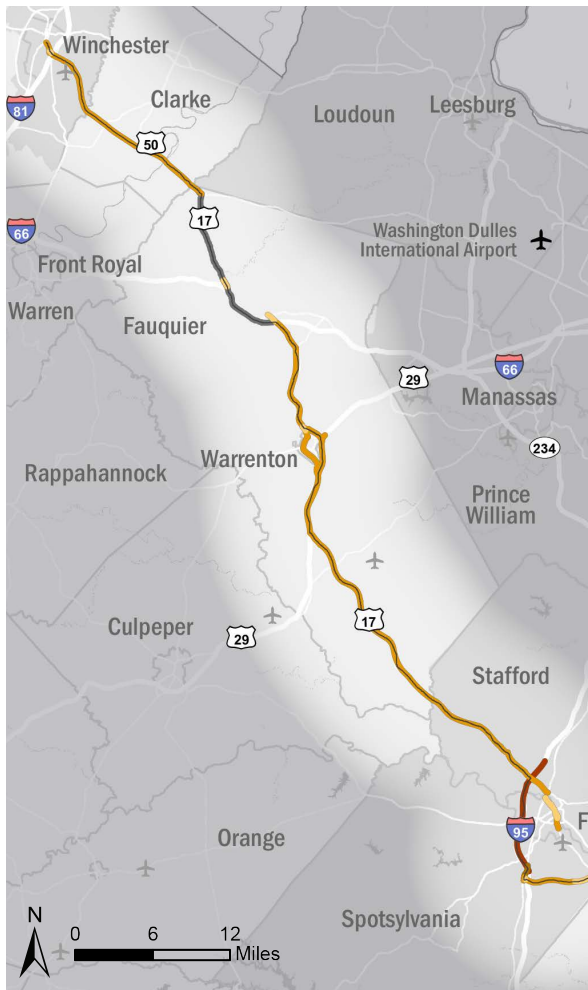 Winchester
Clarke
Loudoun
Leesburg
81
50
17
Washington Dulles
International Airport
66
Front Royal
Warren
Fauquier
29
66
Manassas
234
Warrenton
Rappahannock
Prince
William
Culpeper
29
17
Stafford
F
95
Orange
Spotsylvania
N
0 6 12
Miles